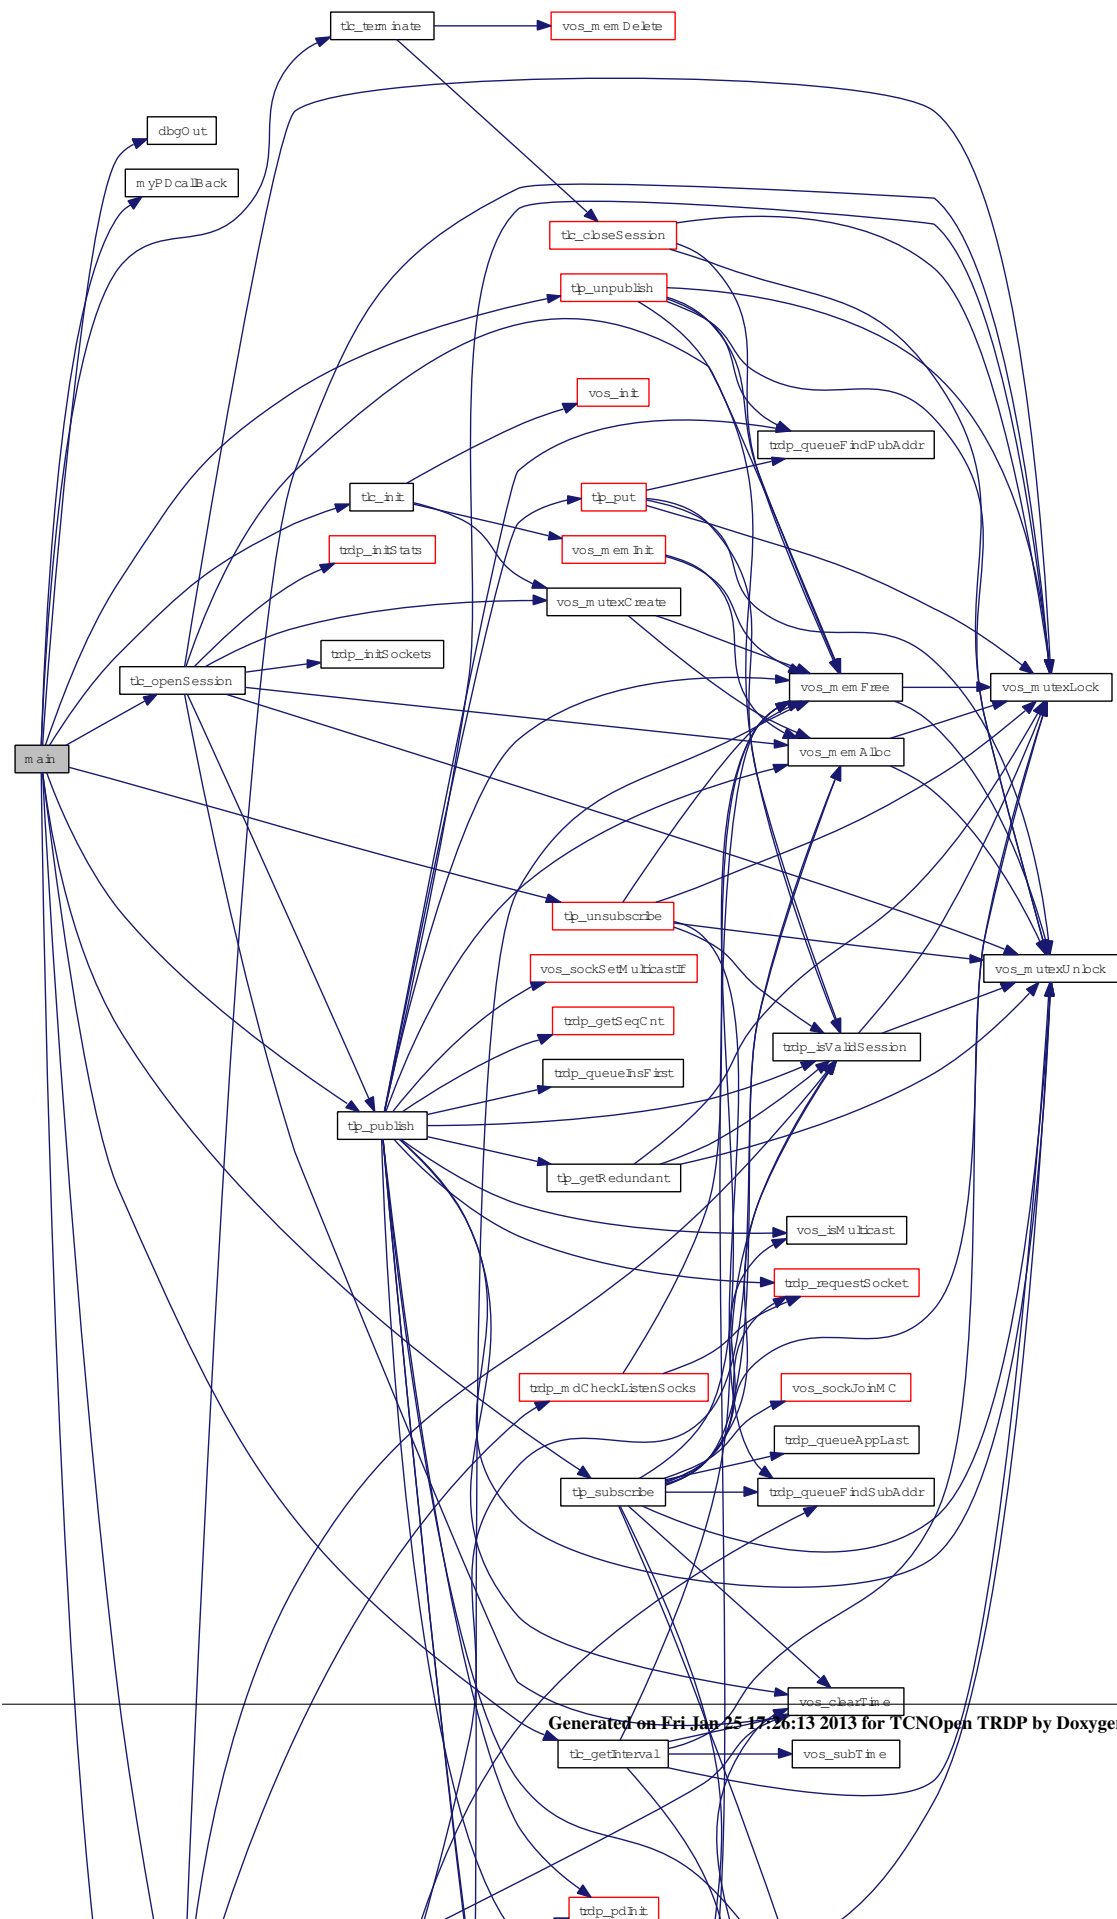 tlc_terminate
vos_memDelete
dbgOut
myPDcallBack
tlc_closeSession
tlp_unpublish
vos_init
trdp_queueFindPubAddr
tlc_init
tlp_put
trdp_initStats
vos_memInit
vos_mutexCreate
trdp_initSockets
tlc_openSession
vos_memFree
vos_mutexLock
main
vos_memAlloc
tlp_unsubscribe
vos_sockSetMulticastIf
vos_mutexUnlock
trdp_getSeqCnt
trdp_isValidSession
trdp_queueInsFirst
tlp_publish
tlp_getRedundant
vos_isMulticast
trdp_requestSocket
trdp_mdCheckListenSocks
vos_sockJoinMC
trdp_queueAppLast
tlp_subscribe
trdp_queueFindSubAddr
vos_clearTime
Generated on Fri Jan 25 17:26:13 2013 for TCNOpen TRDP by Doxygen
tlc_getInterval
vos_subTime
trdp_pdInit